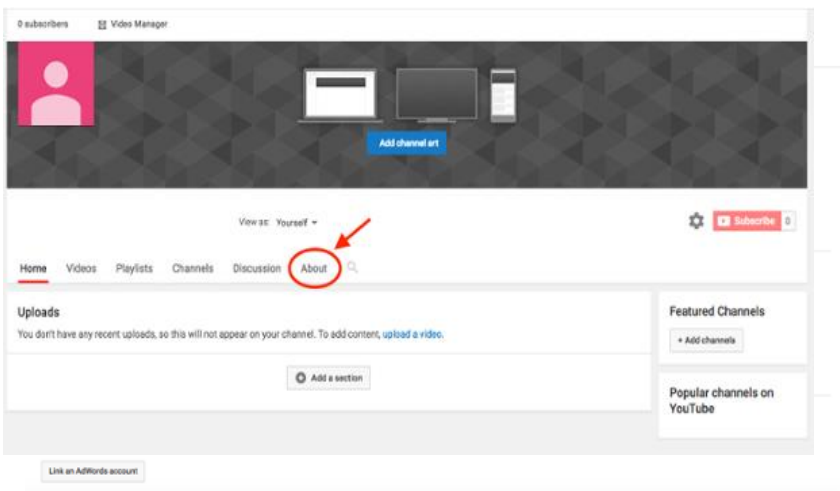 0 subscribers Video Manager
Add channel art
View as: Yourself
Subscribe 0
Home Videos Playlists Channels Discussion About
Uploads
You don't have any recent uploads, so this will not appear on your channel. To add content, upload a video.
Add a section
Featured Channels
+ Add channels
Popular channels on
YouTube
Link an AdWords account